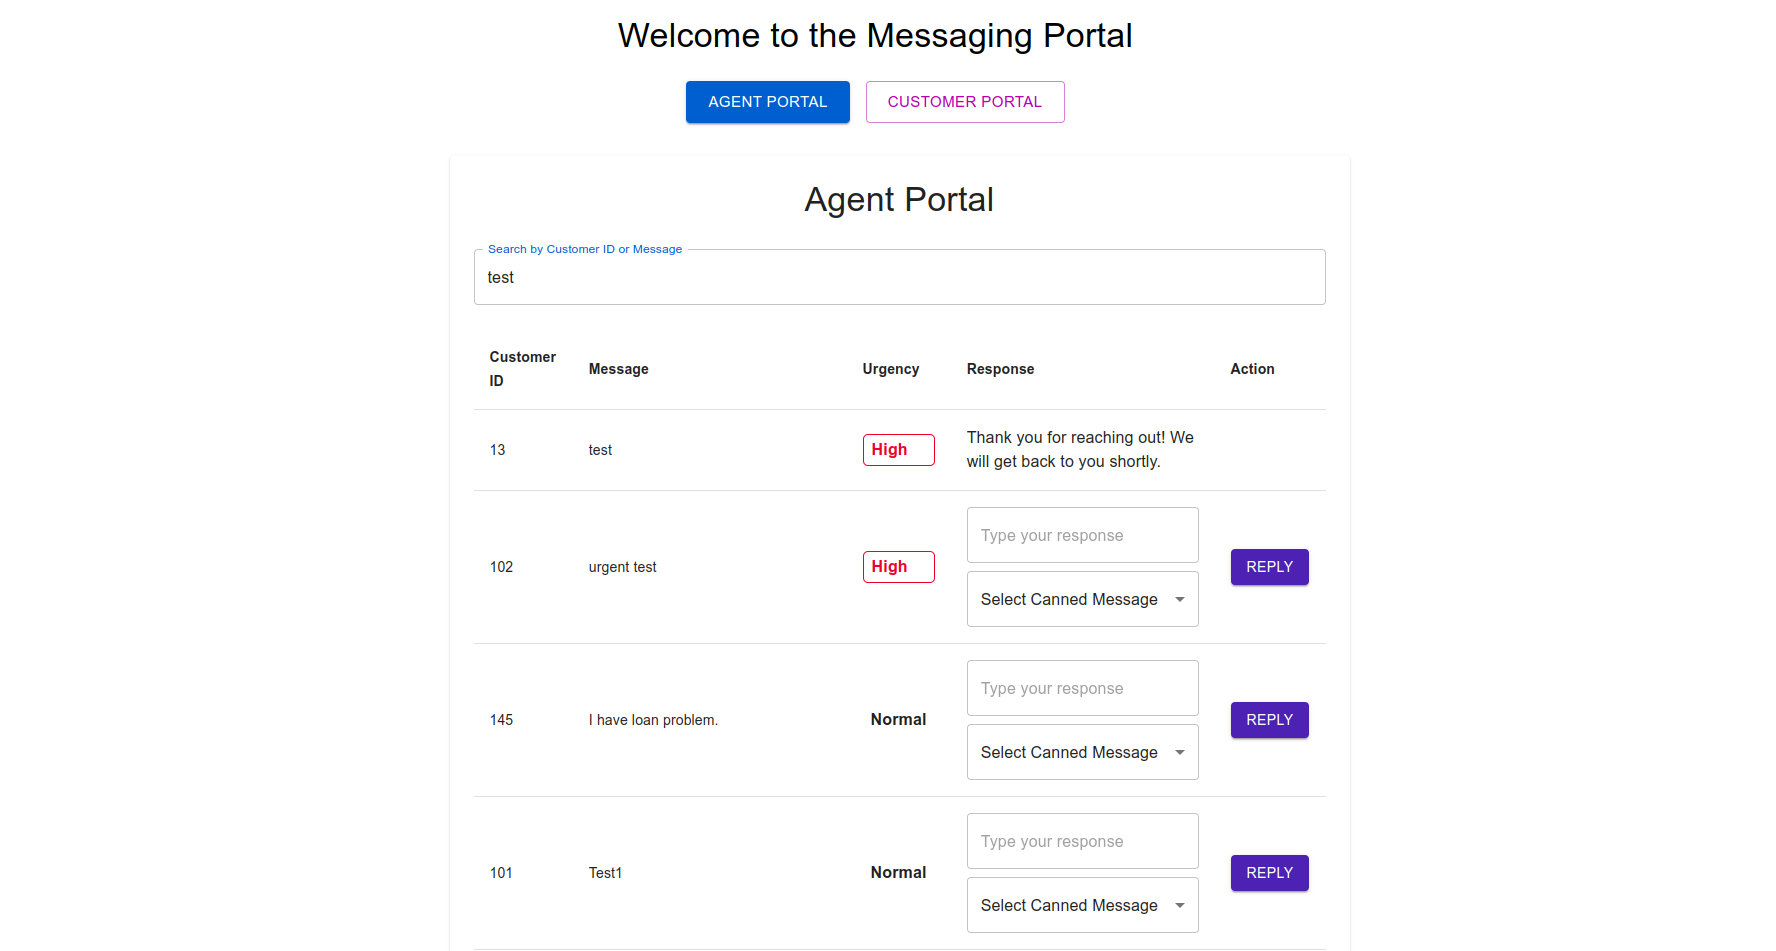 Welcome to the Messaging Portal
AGENT PORTAL
CUSTOMER PORTAL
Agent Portal
Search by Customer ID or Message
test
Customer ID
Message
Urgency
Response
Action
13
test
High
Thank you for reaching out! We
will get back to you shortly.
102
urgent test
High
Type your response
Select Canned Message
REPLY
145
I have loan problem.
Normal
Type your response
Select Canned Message
REPLY
101
Test1
Normal
Type your response
Select Canned Message
REPLY